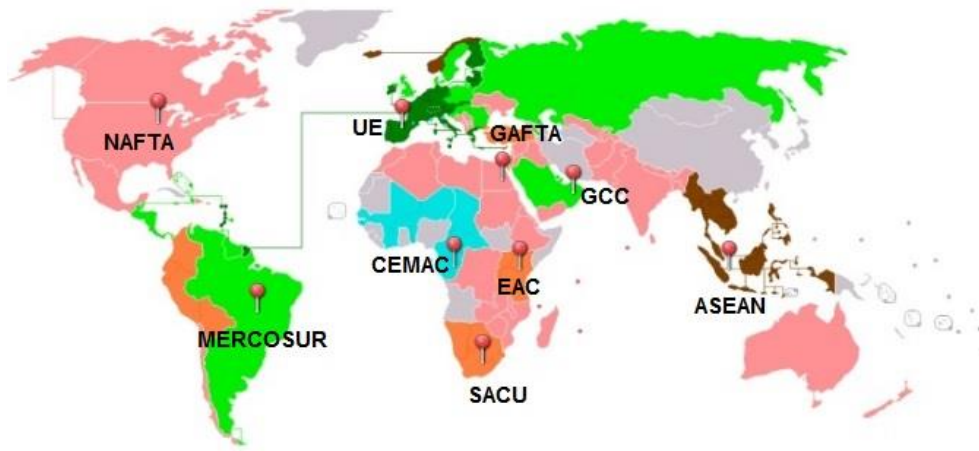 NAFTA
UE
GAFTA
GCC
CEMAC
EAC
ASEAN
MERCOSUR
SACU